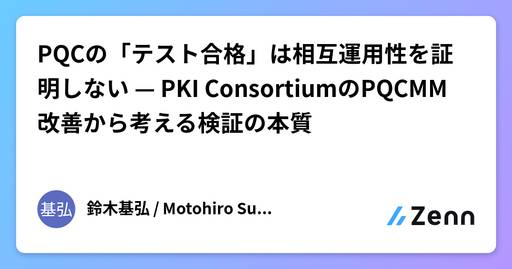 PQCの「テスト合格」は相互運用性を証
明しない — PKI ConsortiumのPQCMM
改善から考える検証の本質
基弘
鈴木基弘 / Motohiro Su...
Zenn